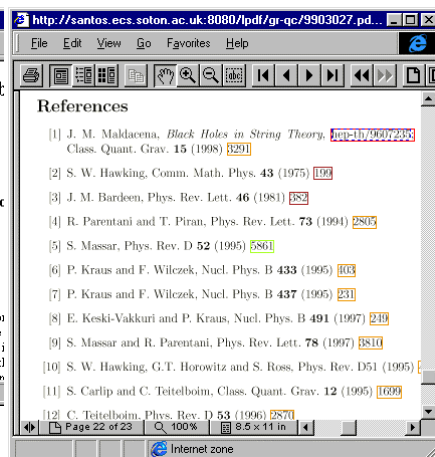 http://santos.ecs.soton.ac.uk:8080/lpdf/gr-qc/9903027.pd...
File Edit View Go Favorites Help
References
[1] J. M. Maldacena, Black Holes in String Theory, hep-th/9607235;
Class. Quant. Grav. 15 (1998) 3291
[2] S. W. Hawking, Comm. Math. Phys. 43 (1975) 199
[3] J. M. Bardeen, Phys. Rev. Lett. 46 (1981) 382
[4] R. Parentani and T. Piran, Phys. Rev. Lett. 73 (1994) 2805
[5] S. Massar, Phys. Rev. D 52 (1995) 5861
[6] P. Kraus and F. Wilczek, Nucl. Phys. B 433 (1995) 403
[7] P. Kraus and F. Wilczek, Nucl. Phys. B 437 (1995) 231
[8] E. Keski-Vakkuri and P. Kraus, Nucl. Phys. B 491 (1997) 249
[9] S. Massar and R. Parentani, Phys. Rev. Lett. 78 (1997) 3810
[10] S. W. Hawking, G.T. Horowitz and S. Ross, Phys. Rev. D51 (1995)
[11] S. Carlip and C. Teitelboim, Class. Quant. Grav. 12 (1995) 1699
[12] C. Teitelboim, Phys. Rev. D 53 (1996) 2870
Page 22 of 23 100% 8.5 x 11 in
Internet zone